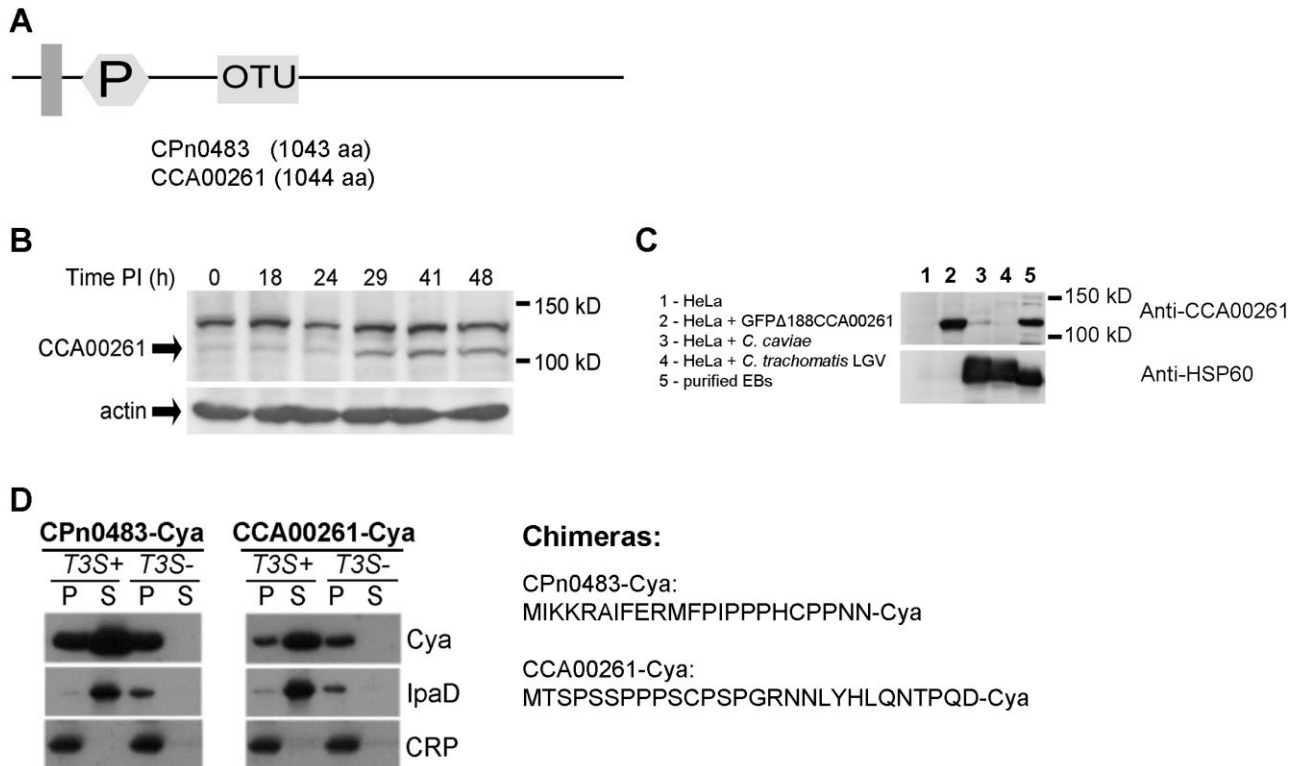 A
P
OTU
CPn0483 (1043 aa)
CCA00261 (1044 aa)
B
Time PI (h) 0 18 24 29 41 48
150 kD
CCA00261
100 kD
actin
C
1 2 3 4 5
1 - HeLa
2 - HeLa + GFPΔ188CCA00261
3 - HeLa + C. caviae
4 - HeLa + C. trachomatis LGV
5 - purified EBs
150 kD
Anti-CCA00261
100 kD
Anti-HSP60
D
CPn0483-Cya CCA00261-Cya
T3S+ T3S- T3S+ T3S-
P S P S P S P S
Cya
IpaD
CRP
Chimeras:
CPn0483-Cya:
MIKKRAIFERMFPIPPPHCPPNN-Cya
CCA00261-Cya:
MTSPSSPPPSCPSPGRNNLYHLQNTPQD-Cya